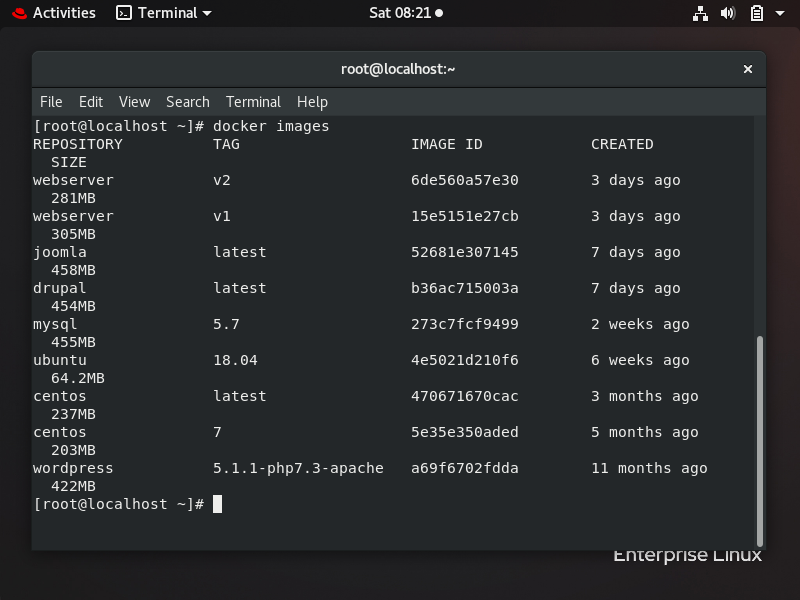 Activities Terminal Sat 08:21
root@localhost:~
File Edit View Search Terminal Help
[root@localhost ~]# docker images
REPOSITORY TAG IMAGE ID CREATED
SIZE
webserver v2 6de560a57e30 3 days ago
281MB
webserver v1 15e5151e27cb 3 days ago
305MB
joomla latest 52681e307145 7 days ago
458MB
drupal latest b36ac715003a 7 days ago
454MB
mysql 5.7 273c7fcf9499 2 weeks ago
455MB
ubuntu 18.04 4e5021d210f6 6 weeks ago
64.2MB
centos latest 470671670cac 3 months ago
237MB
centos 7 5e35e350aded 5 months ago
203MB
wordpress 5.1.1-php7.3-apache a69f6702fdda 11 months ago
422MB
[root@localhost ~]#
Enterprise Linux